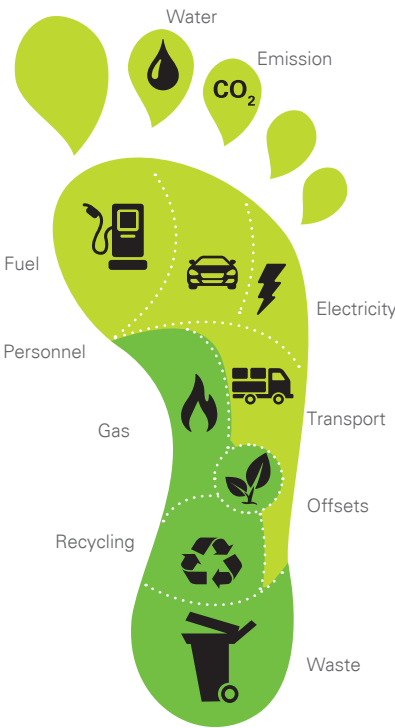 Water
Emission
CO₂
Fuel
Electricity
Personnel
Transport
Gas
Offsets
Recycling
Waste